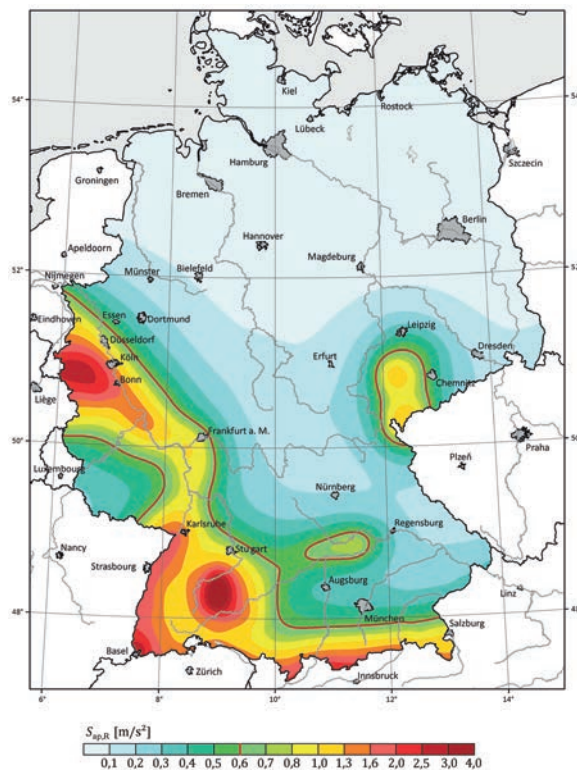 Kiel
54°
54°
Rostock
Lübeck
Hamburg
Szczecin
Groningen
Bremen
Berlin
Hannover
Apeldoorn
Magdeburg
52°
52°
Nijmegen
Münster
Bielefeld
Eindhoven
Essen
Dortmund
Leipzig
Düsseldorf
Dresden
Köln
Erfurt
Chemnitz
Bonn
Liège
Frankfurt a. M.
50°
50°
Praha
Luxembourg
Plzeň
Nürnberg
Karlsruhe
Regensburg
Nancy
Stuttgart
Strasbourg
Augsburg
Linz
48°
48°
München
Salzburg
Basel
Zürich
Innsbruck
6° 8° 10° 12° 14°
Sap,R [m/s²]
0,1 0,2 0,3 0,4 0,5 0,6 0,8 1,0 1,3 1,6 2,0 2,5 3,0 4,0